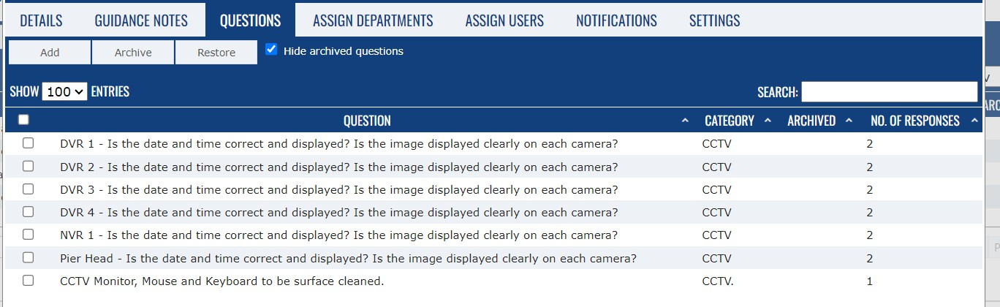 DETAILS GUIDANCE NOTES QUESTIONS ASSIGN DEPARTMENTS ASSIGN USERS NOTIFICATIONS SETTINGS
Add Archive Restore Hide archived questions
SHOW 100 ENTRIES SEARCH:
QUESTION CATEGORY ARCHIVED NO. OF RESPONSES
DVR 1 - Is the date and time correct and displayed? Is the image displayed clearly on each camera? CCTV 2
DVR 2 - Is the date and time correct and displayed? Is the image displayed clearly on each camera? CCTV 2
DVR 3 - Is the date and time correct and displayed? Is the image displayed clearly on each camera? CCTV 2
DVR 4 - Is the date and time correct and displayed? Is the image displayed clearly on each camera? CCTV 2
NVR 1 - Is the date and time correct and displayed? Is the image displayed clearly on each camera? CCTV 2
Pier Head - Is the date and time correct and displayed? Is the image displayed clearly on each camera? CCTV 2
CCTV Monitor, Mouse and Keyboard to be surface cleaned. CCTV. 1